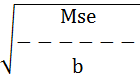 Mse
– – – – – –
b